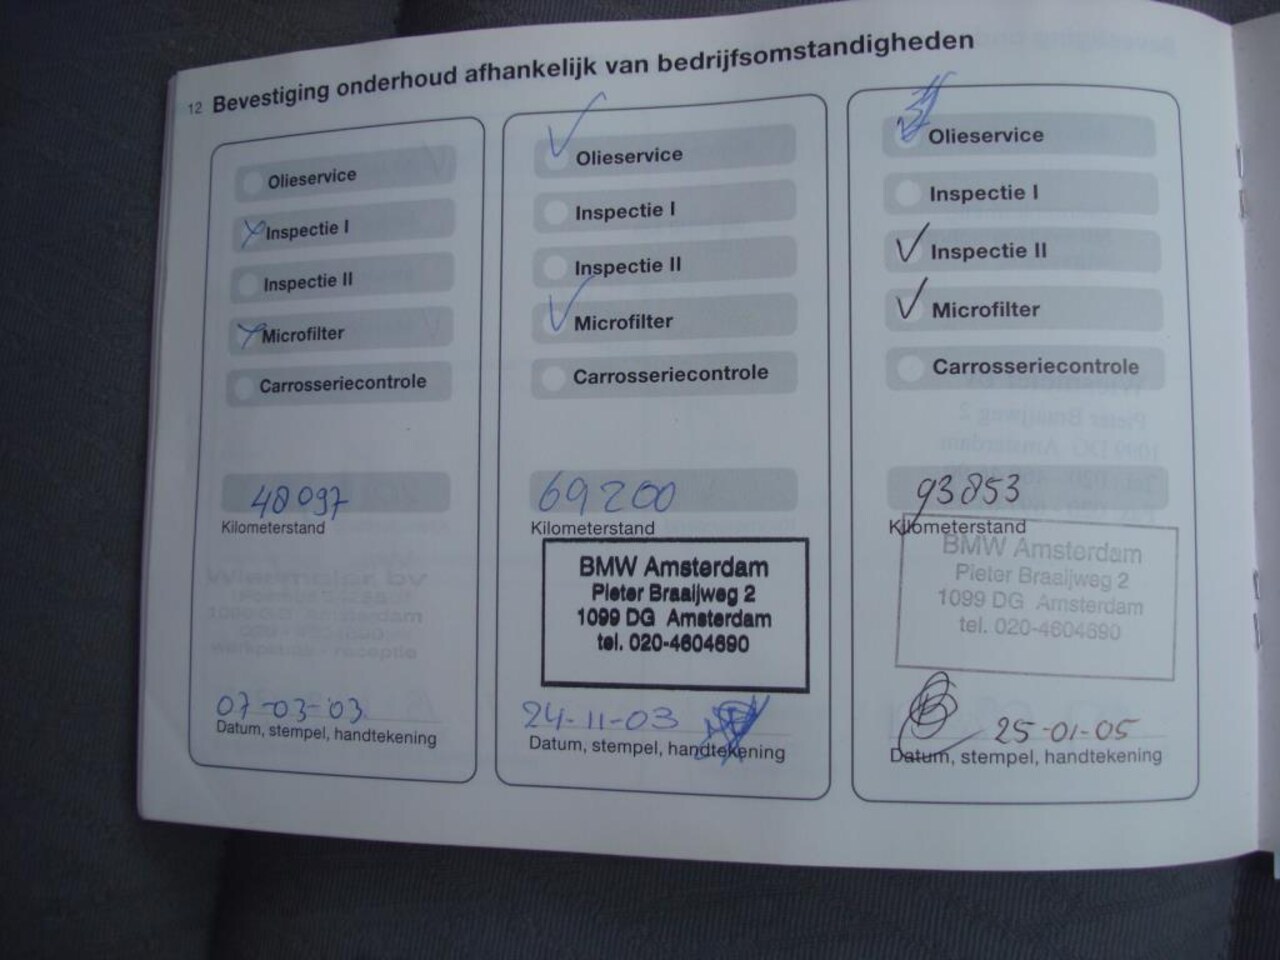 12 Bevestiging onderhoud afhankelijk van bedrijfsomstandigheden
Olieservice
Inspectie I
Inspectie II
Microfilter
Carrosseriecontrole
48097
Kilometerstand
07-03-03
Datum, stempel, handtekening
Olieservice
Inspectie I
Inspectie II
Microfilter
Carrosseriecontrole
69200
Kilometerstand
BMW Amsterdam
Pieter Braaijweg 2
1099 DG Amsterdam
tel. 020-4604690
24-11-03
Datum, stempel, handtekening
Olieservice
Inspectie I
Inspectie II
Microfilter
Carrosseriecontrole
93853
Kilometerstand
BMW Amsterdam
Pieter Braaijweg 2
1099 DG Amsterdam
tel. 020-4604690
25-01-05
Datum, stempel, handtekening